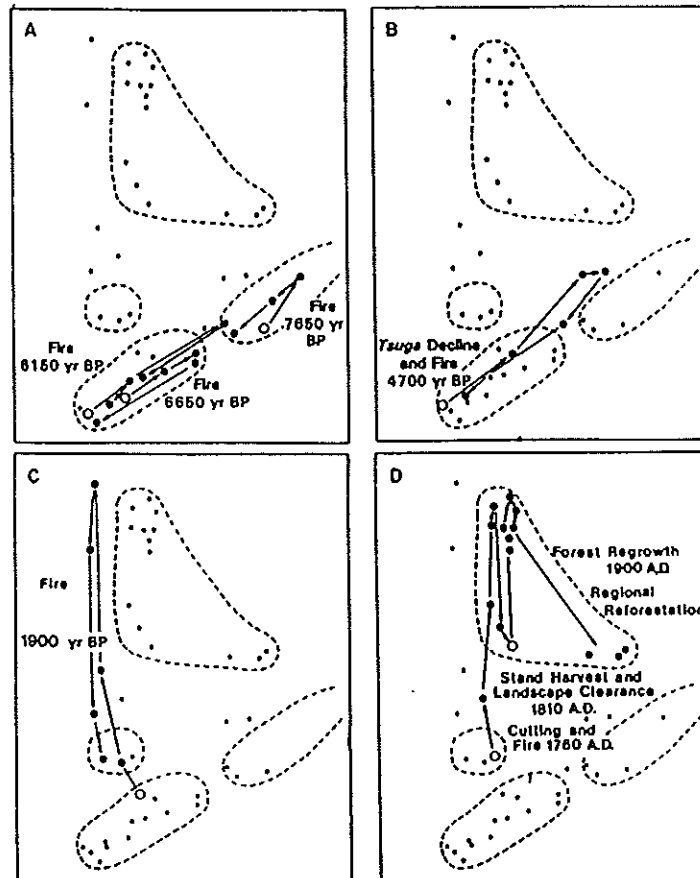 A
Fire
7650 yr
BP
Fire
6150 yr BP
Fire
6650 yr BP
B
Tsuga Decline
and Fire
4700 yr BP
C
Fire
1900 yr BP
D
Forest Regrowth
1900 A.D.
Regional
Reforestation
Stand Harvest and
Landscape Clearance
1810 A.D.
Cutting and
Fire 1760 A.D.